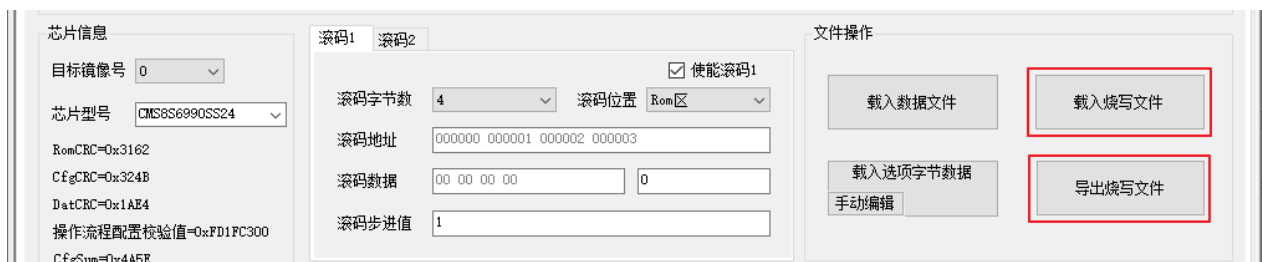 芯片信息
目标镜像号 0
芯片型号 CMS8S6990SS24
RomCRC=0x3162
CfgCRC=0x324B
DatCRC=0x1AE4
操作流程配置校验值=0xFD1FC300
CfgSum=0x4A5E
滚码1 滚码2
使能滚码1
滚码字节数 4 滚码位置 Rom区
滚码地址 000000 000001 000002 000003
滚码数据 00 00 00 00 0
滚码步进值 1
文件操作
载入数据文件 载入烧写文件
载入选项字节数据
手动编辑
导出烧写文件